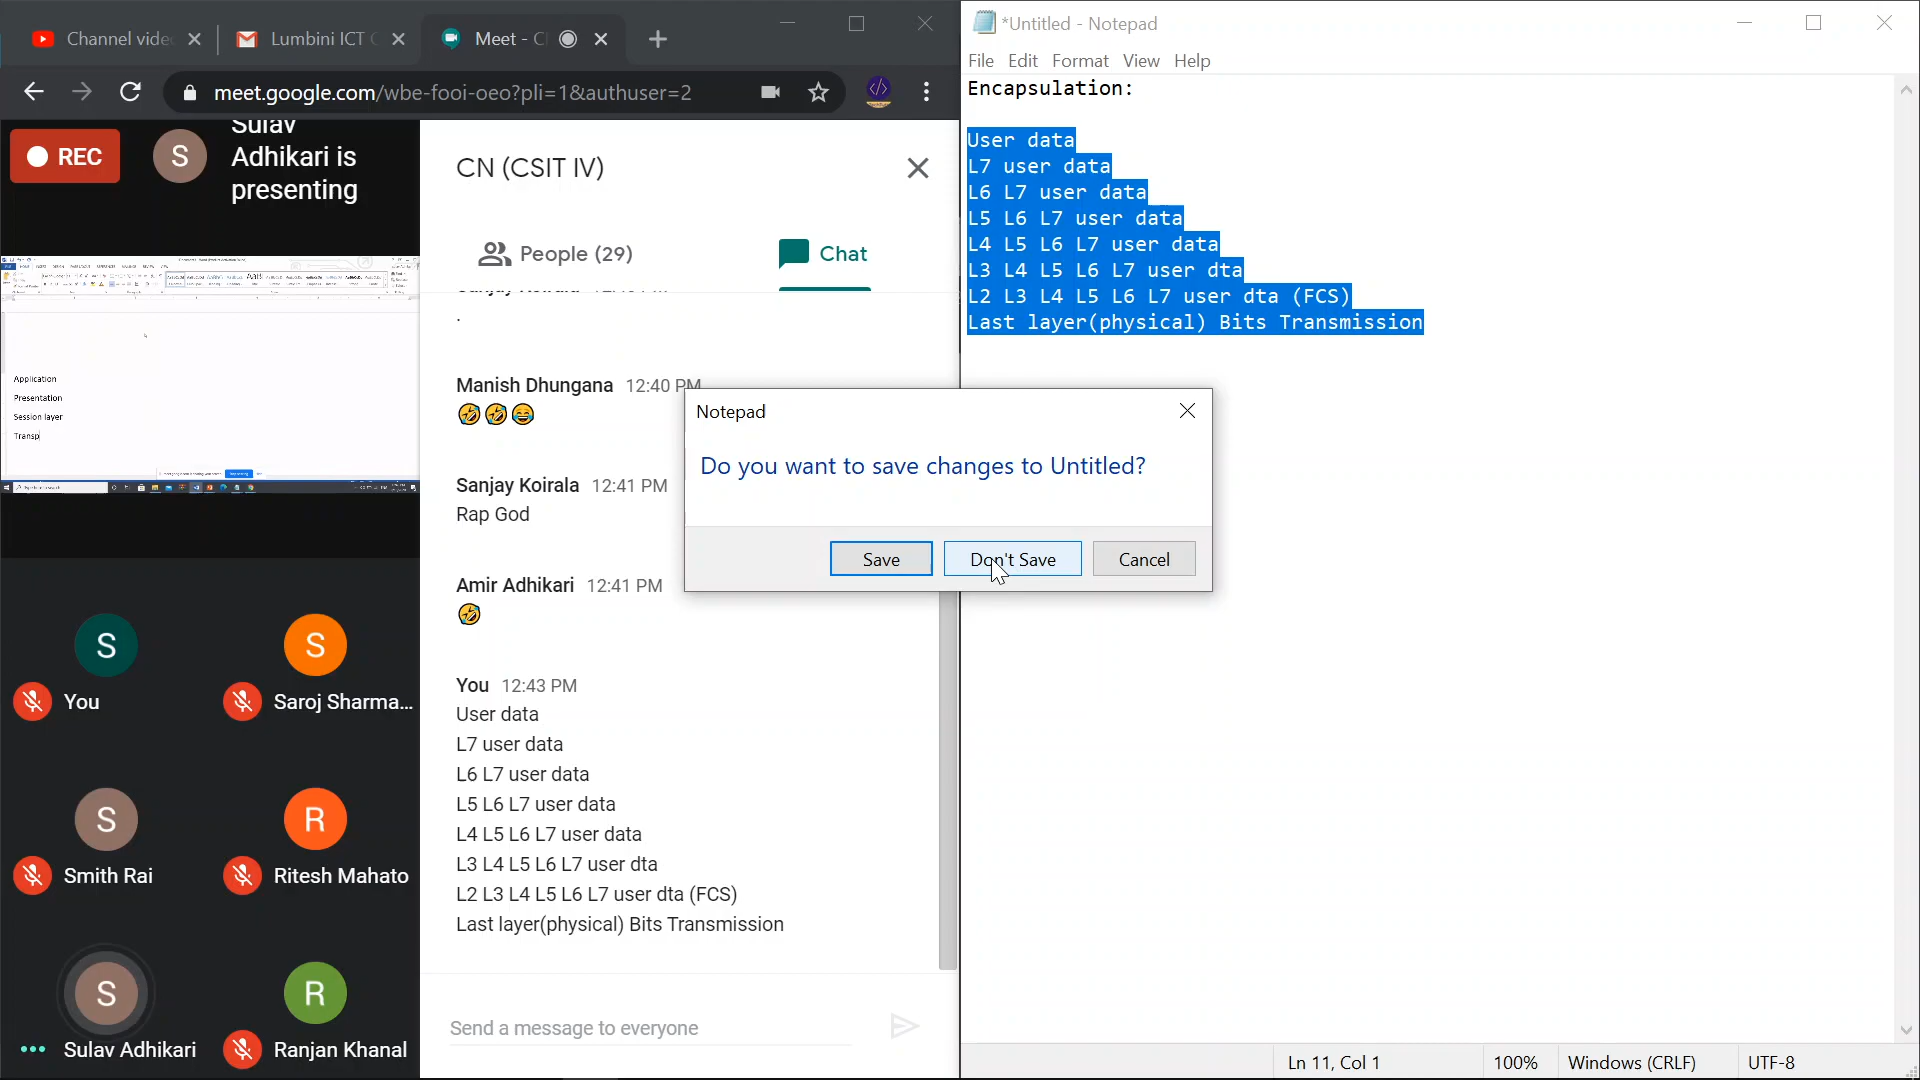 Channel vide
Lumbini ICT C
Meet - C
meet.google.com/wbe-fooi-oeo?pli=1&authuser=2
REC
S
Sulav
Adhikari is
presenting
Application
Presentation
Session layer
Transp
S
You
S
Saroj Sharma...
S
Smith Rai
R
Ritesh Mahato
S
Sulav Adhikari
R
Ranjan Khanal
CN (CSIT IV)
People (29)
Chat
.
Manish Dhungana 12:40 PM
🤣🤣😂
Sanjay Koirala 12:41 PM
Rap God
Amir Adhikari 12:41 PM
🤣
You 12:43 PM
User data
L7 user data
L6 L7 user data
L5 L6 L7 user data
L4 L5 L6 L7 user data
L3 L4 L5 L6 L7 user dta
L2 L3 L4 L5 L6 L7 user dta (FCS)
Last layer(physical) Bits Transmission
Send a message to everyone
*Untitled - Notepad
File Edit Format View Help
Encapsulation:
User data
L7 user data
L6 L7 user data
L5 L6 L7 user data
L4 L5 L6 L7 user data
L3 L4 L5 L6 L7 user dta
L2 L3 L4 L5 L6 L7 user dta (FCS)
Last layer(physical) Bits Transmission
Notepad
Do you want to save changes to Untitled?
Save
Don't Save
Cancel
Ln 11, Col 1
100%
Windows (CRLF)
UTF-8